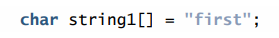 char string1[] = "first";